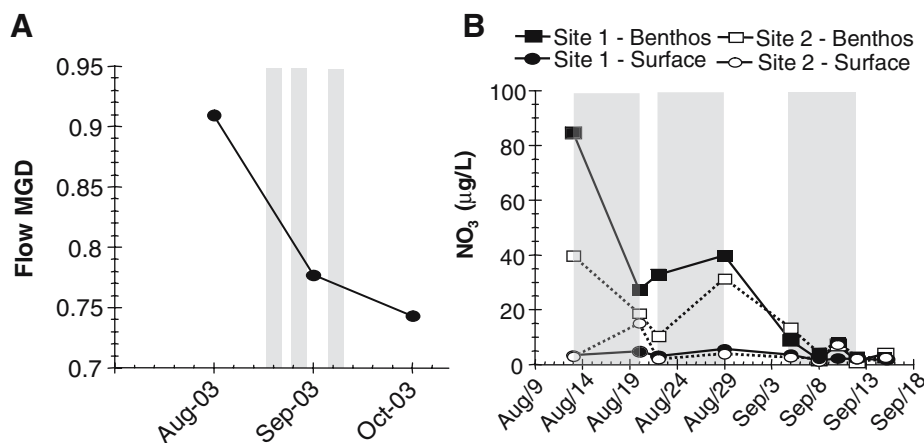 A
0.95
0.9
0.85
0.8
0.75
0.7
Flow MGD
Aug-03
Sep-03
Oct-03
B
Site 1 - Benthos
Site 2 - Benthos
Site 1 - Surface
Site 2 - Surface
100
80
60
40
20
0
NO3 (µg/L)
Aug/9
Aug/14
Aug/19
Aug/24
Aug/29
Sep/3
Sep/8
Sep/13
Sep/18